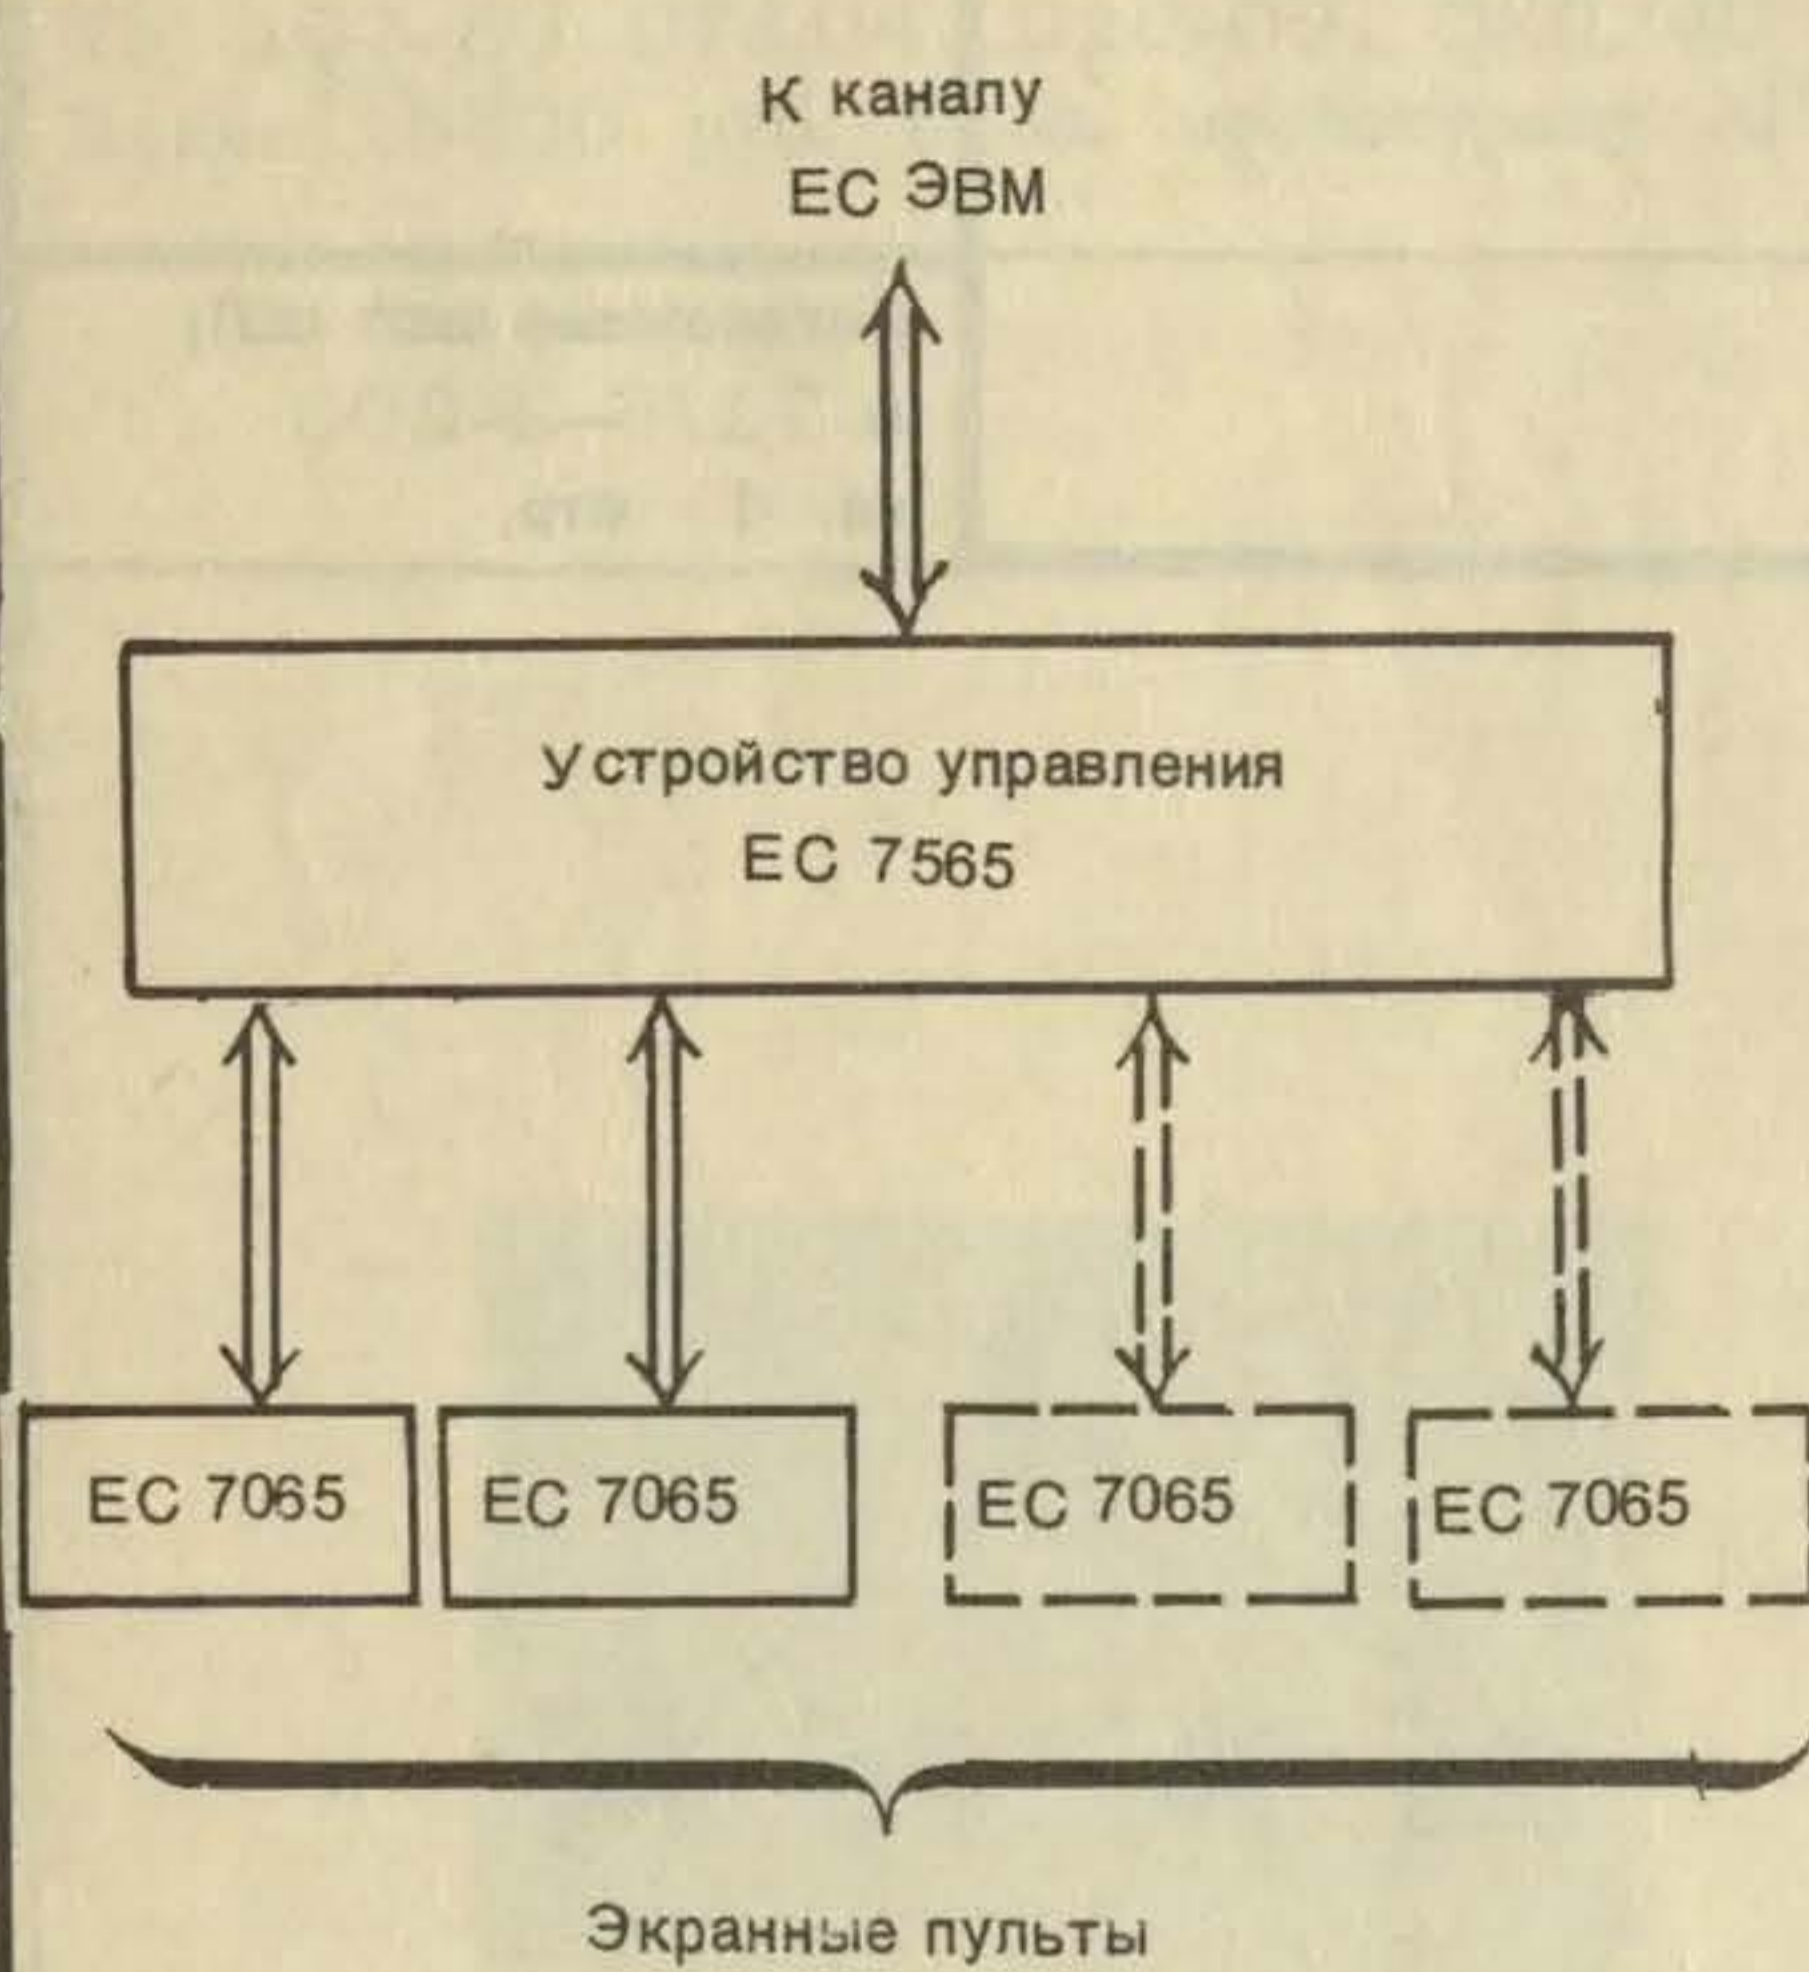 К каналу
ЕС ЭВМ
Устройство управления
ЕС 7565
ЕС 7065
ЕС 7065
ЕС 7065
ЕС 7065
Экранные пульты